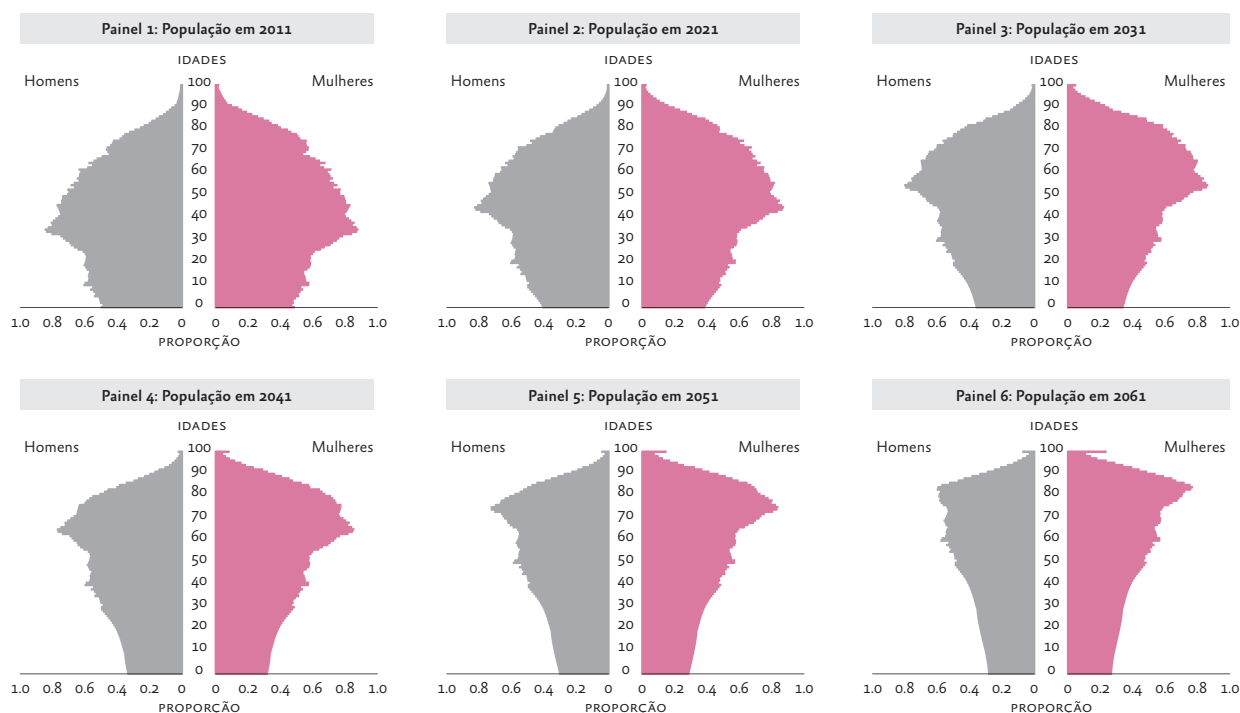 Painel 1: População em 2011
IDADES
Homens
Mulheres
100
90
80
70
60
50
40
30
20
10
0
1.0 0.8 0.6 0.4 0.2 0 0 0.2 0.4 0.6 0.8 1.0
PROPORÇÃO
Painel 2: População em 2021
IDADES
Homens
Mulheres
100
90
80
70
60
50
40
30
20
10
0
1.0 0.8 0.6 0.4 0.2 0 0 0.2 0.4 0.6 0.8 1.0
PROPORÇÃO
Painel 3: População em 2031
IDADES
Homens
Mulheres
100
90
80
70
60
50
40
30
20
10
0
1.0 0.8 0.6 0.4 0.2 0 0 0.2 0.4 0.6 0.8 1.0
PROPORÇÃO
Painel 4: População em 2041
IDADES
Homens
Mulheres
100
90
80
70
60
50
40
30
20
10
0
1.0 0.8 0.6 0.4 0.2 0 0 0.2 0.4 0.6 0.8 1.0
PROPORÇÃO
Painel 5: População em 2051
IDADES
Homens
Mulheres
100
90
80
70
60
50
40
30
20
10
0
1.0 0.8 0.6 0.4 0.2 0 0 0.2 0.4 0.6 0.8 1.0
PROPORÇÃO
Painel 6: População em 2061
IDADES
Homens
Mulheres
100
90
80
70
60
50
40
30
20
10
0
1.0 0.8 0.6 0.4 0.2 0 0 0.2 0.4 0.6 0.8 1.0
PROPORÇÃO